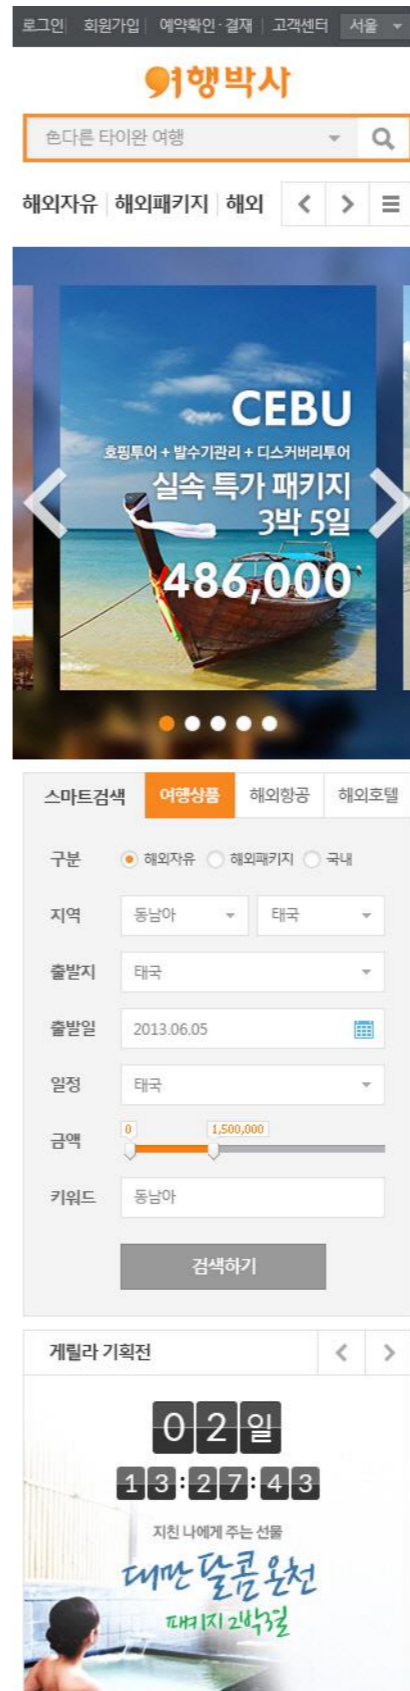 로그인 회원가입 예약확인·결재 고객센터 서울
여행박사
色다른 타이완 여행
해외자유 해외패키지 해외
CEBU
호핑투어 + 발수기관리 + 디스커버리투어
실속 특가 패키지
3박 5일
486,000
스마트검색 여행상품 해외항공 해외호텔
구분 해외자유 해외패키지 국내
지역 동남아 태국
출발지 태국
출발일 2013.06.05
일정 태국
금액 0 1,500,000
키워드 동남아
검색하기
게릴라 기획전
02일
13:27:43
지친 나에게 주는 선물
대만 달콤 온천
패키지 2박3일